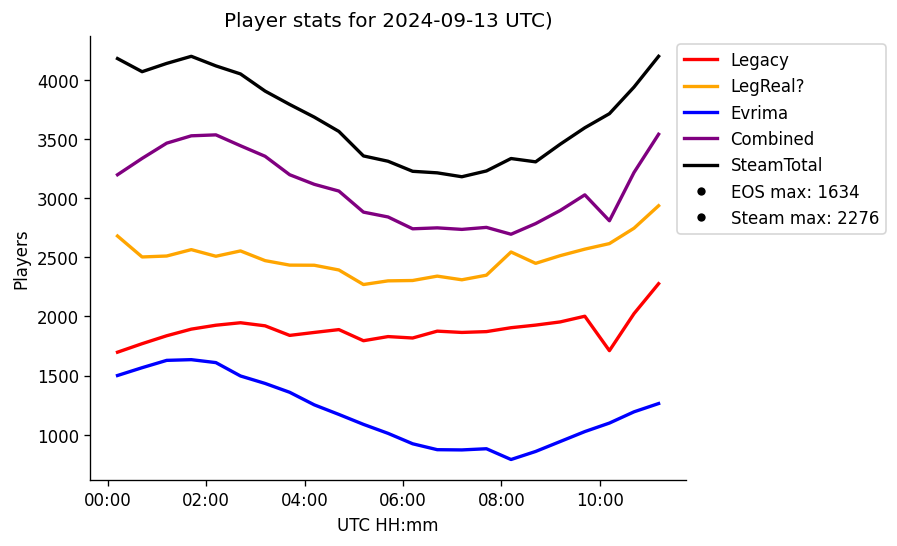 Player stats for 2024-09-13 UTC)
Legacy
LegReal?
Evrima
Combined
SteamTotal
EOS max: 1634
Steam max: 2276
Players
4000
3500
3000
2500
2000
1500
1000
00:00 02:00 04:00 06:00 08:00 10:00
UTC HH:mm